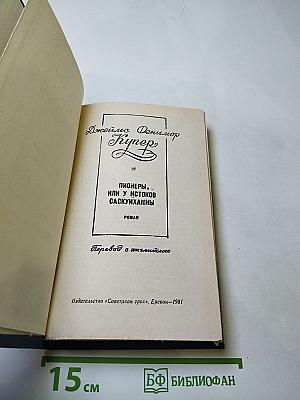 Джеймс Фенимор
Купер
ПИОНЕРЫ,
ИЛИ У ИСТОКОВ
САСКУИХАННЫ
РОМАН
Перевод с английского
Издательство «Советакан грох», Ереван—1981
15 см
БФ БИБЛИОФАН